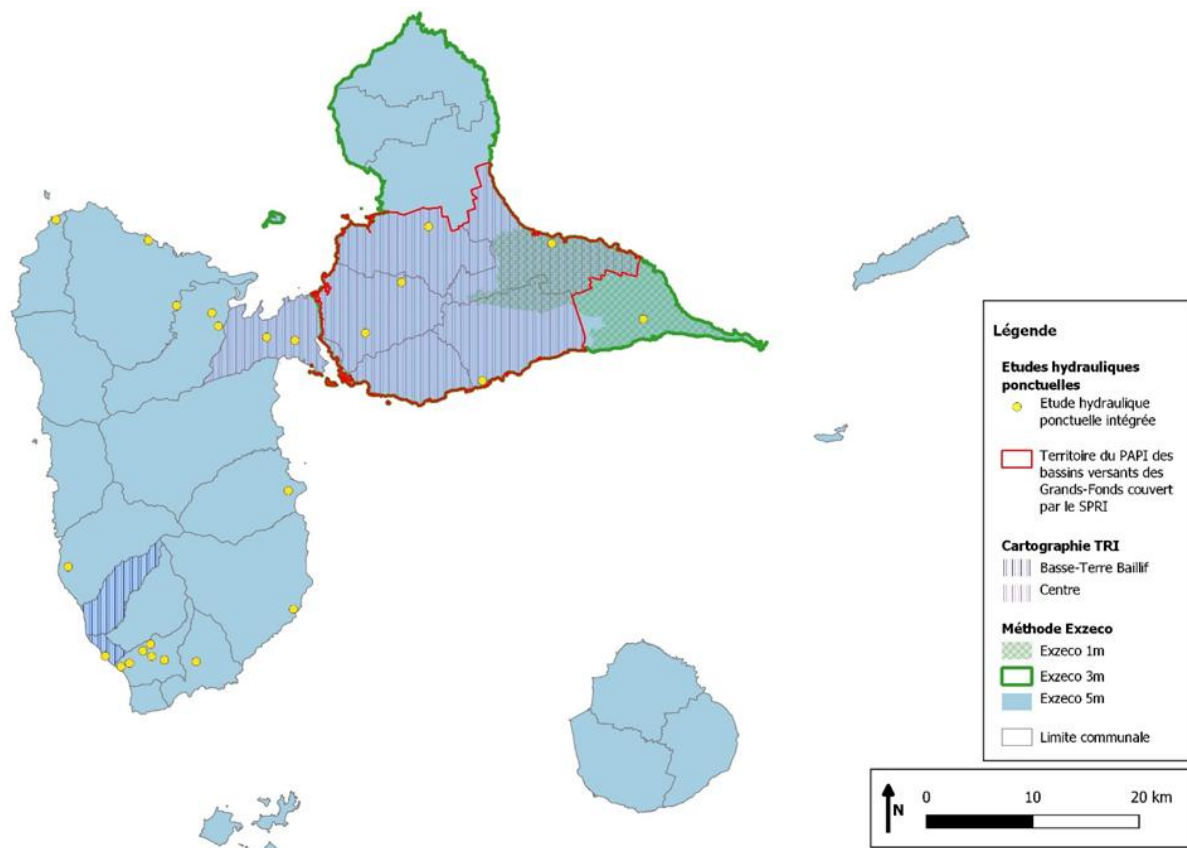 Légende
Etudes hydrauliques
ponctuelles
Etude hydraulique
ponctuelle intégrée
Territoire du PAPI des
bassins versants des
Grands-Fonds couvert
par le SPRI
Cartographie TRI
Basse-Terre Baillif
Centre
Méthode Exzeco
Exzeco 1m
Exzeco 3m
Exzeco 5m
Limite communale
N
0 10 20 km